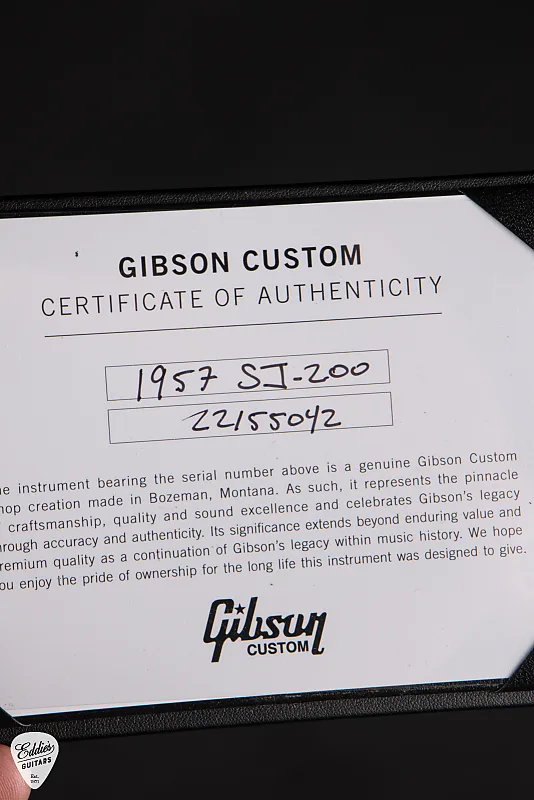 GIBSON CUSTOM
CERTIFICATE OF AUTHENTICITY
1957 SJ-200
22155042
he instrument bearing the serial number above is a genuine Gibson Custom
hop creation made in Bozeman, Montana. As such, it represents the pinnacle
f craftsmanship, quality and sound excellence and celebrates Gibson's legacy
hrough accuracy and authenticity. Its significance extends beyond enduring value and
remium quality as a continuation of Gibson's legacy within music history. We hope
ou enjoy the pride of ownership for the long life this instrument was designed to give.
Gibson
CUSTOM
Eddie's
GUITARS
Est.